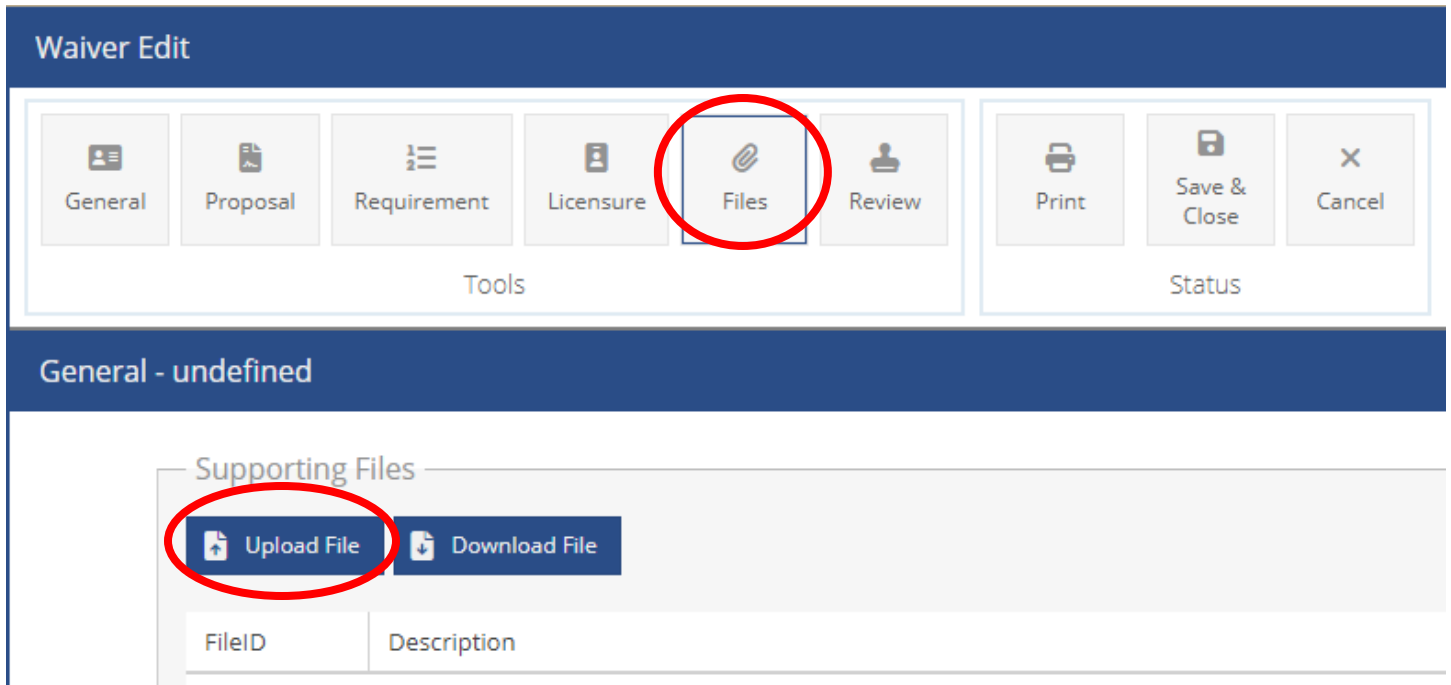 Waiver Edit
General
Proposal
Requirement
Licensure
Files
Review
Tools
Print
Save &
Close
Cancel
Status
General - undefined
Supporting Files
Upload File
Download File
FileID
Description